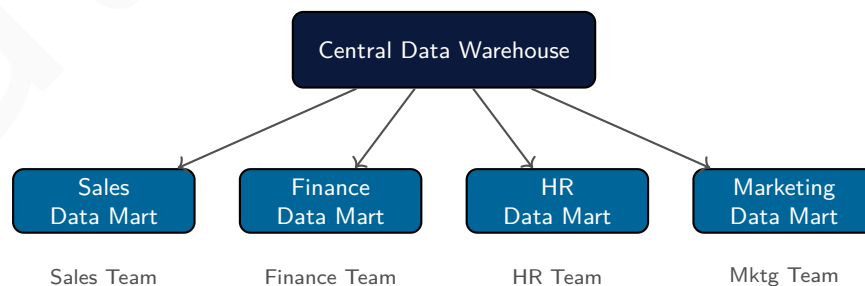 Central Data Warehouse
Sales
Data Mart
Finance
Data Mart
HR
Data Mart
Marketing
Data Mart
Sales Team
Finance Team
HR Team
Mktg Team